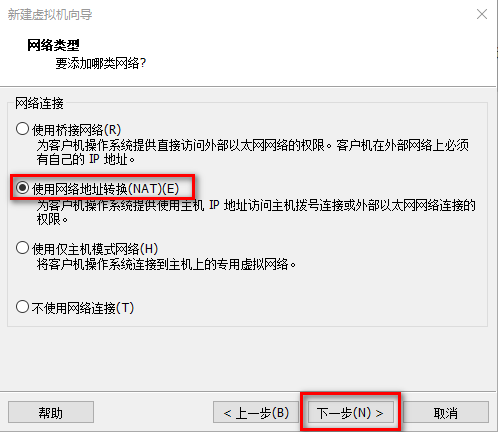 新建虚拟机向导
网络类型
要添加哪类网络?
网络连接
使用桥接网络(R)
为客户机操作系统提供直接访问外部以太网网络的权限。客户机在外部网络上必须
有自己的 IP 地址。
使用网络地址转换(NAT)(E)
为客户机操作系统提供使用主机 IP 地址访问主机拨号连接或外部以太网网络连接的
权限。
使用仅主机模式网络(H)
将客户机操作系统连接到主机上的专用虚拟网络。
不使用网络连接(T)
帮助
< 上一步(B)
下一步(N) >
取消